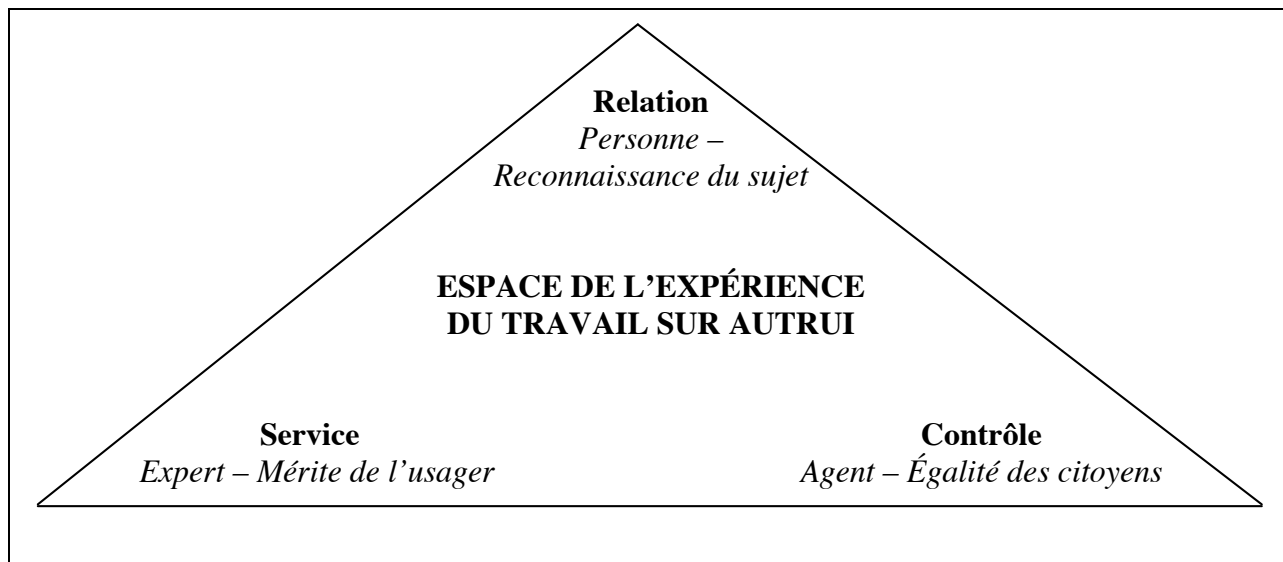 Relation
Personne –
Reconnaissance du sujet
ESPACE DE L’EXPÉRIENCE
DU TRAVAIL SUR AUTRUI
Service
Expert – Mérite de l’usager
Contrôle
Agent – Égalité des citoyens